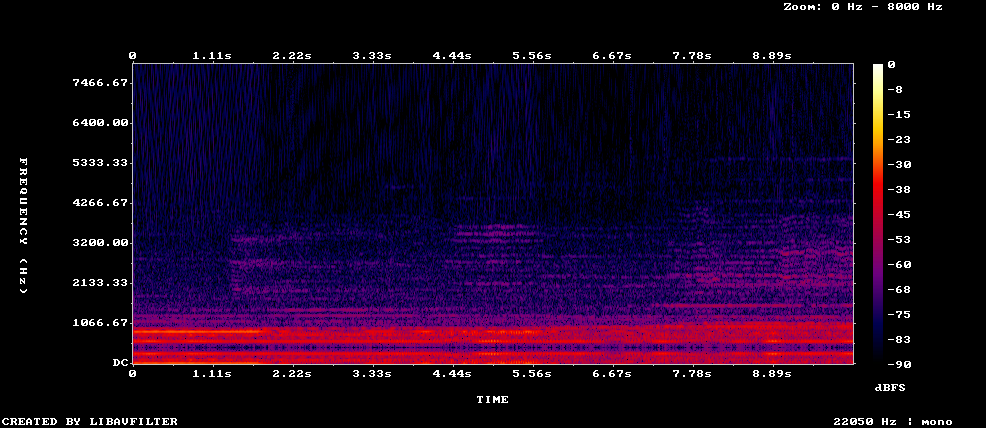 Zoom: 0 Hz - 8000 Hz
0 1.11s 2.22s 3.33s 4.44s 5.56s 6.67s 7.78s 8.89s
7466.67
6400.00
5333.33
4266.67
3200.00
2133.33
1066.67
DC
FREQUENCY (Hz)
0
-8
-15
-23
-30
-38
-45
-53
-60
-68
-75
-83
-90
dBFS
0 1.11s 2.22s 3.33s 4.44s 5.56s 6.67s 7.78s 8.89s
TIME
CREATED BY LIBAVFILTER
22050 Hz | mono